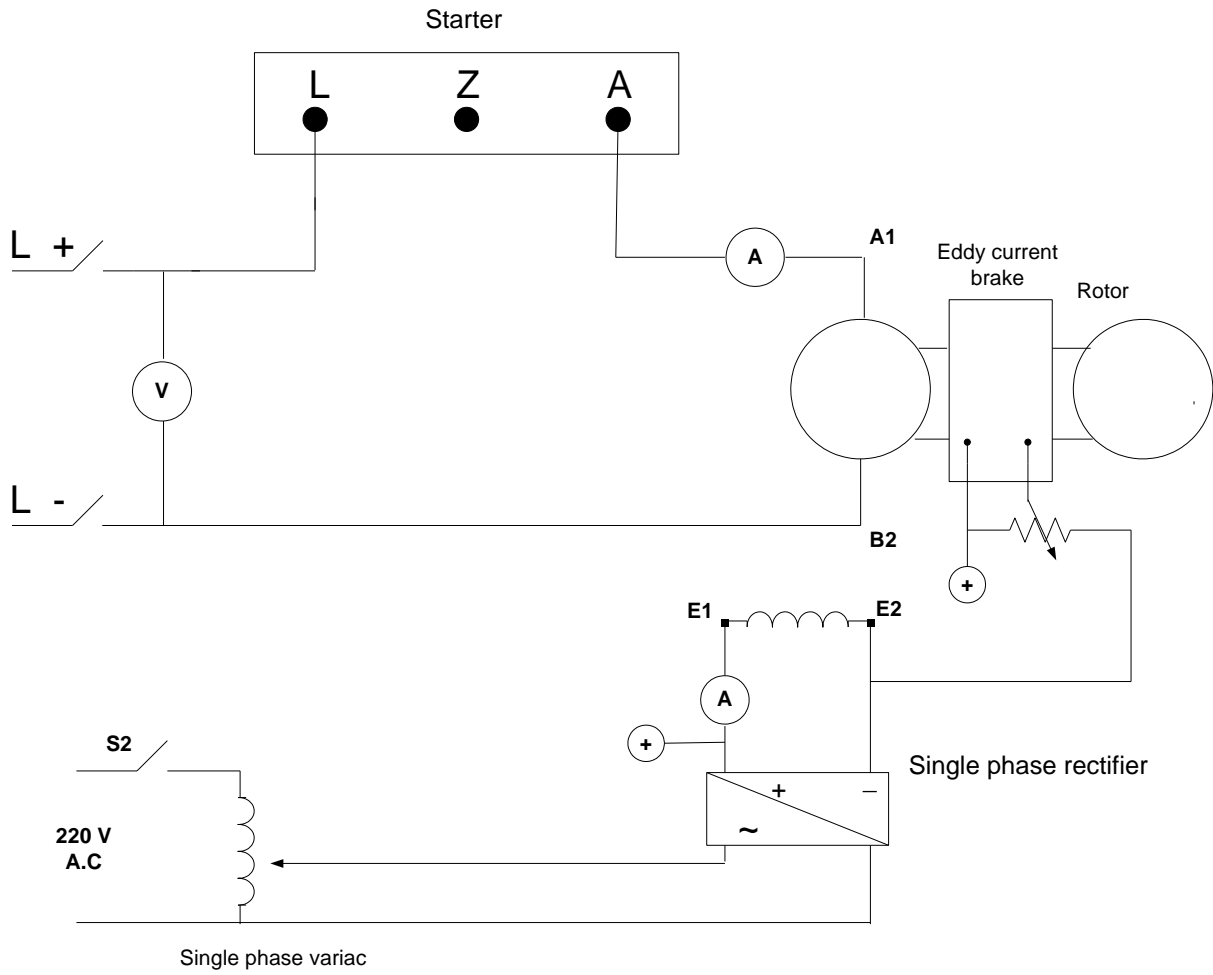 Starter
L Z A
L +
A
A1
Eddy current
brake
Rotor
V
L -
B2
+
E1
E2
A
+
S2
Single phase rectifier
+ –
~
220 V
A.C
Single phase variac